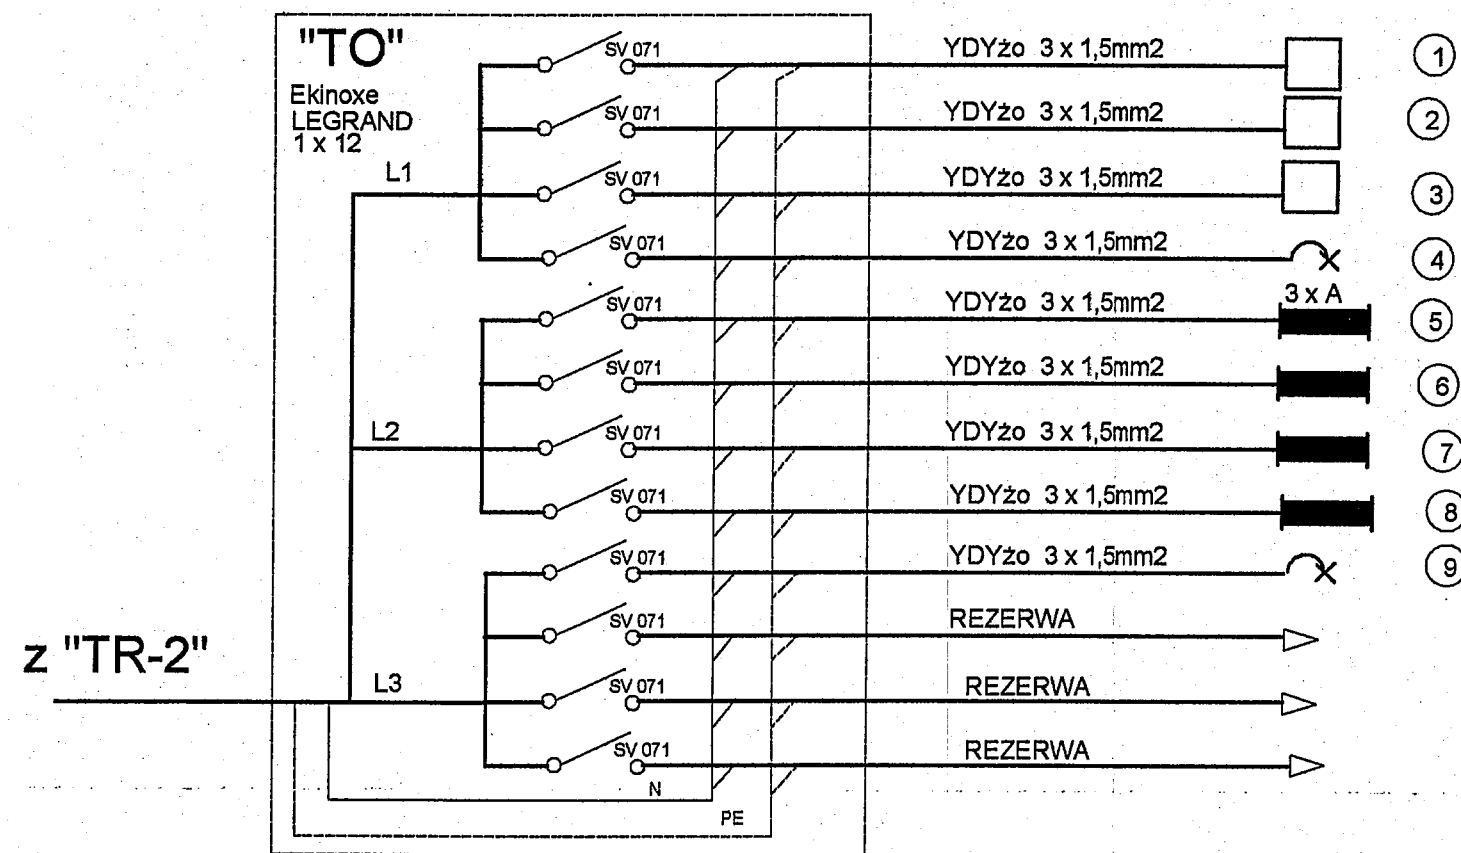 "TO"
Ekinoxe
LEGRAND
1 x 12
SV 071
YDYżo 3 x 1,5mm2
1
SV 071
YDYżo 3 x 1,5mm2
2
L1
SV 071
YDYżo 3 x 1,5mm2
3
SV 071
YDYżo 3 x 1,5mm2
4
3 x A
SV 071
YDYżo 3 x 1,5mm2
5
SV 071
YDYżo 3 x 1,5mm2
6
L2
SV 071
YDYżo 3 x 1,5mm2
7
SV 071
YDYżo 3 x 1,5mm2
8
SV 071
YDYżo 3 x 1,5mm2
9
SV 071
REZERWA
z "TR-2"
L3
SV 071
REZERWA
SV 071
REZERWA
N
PE